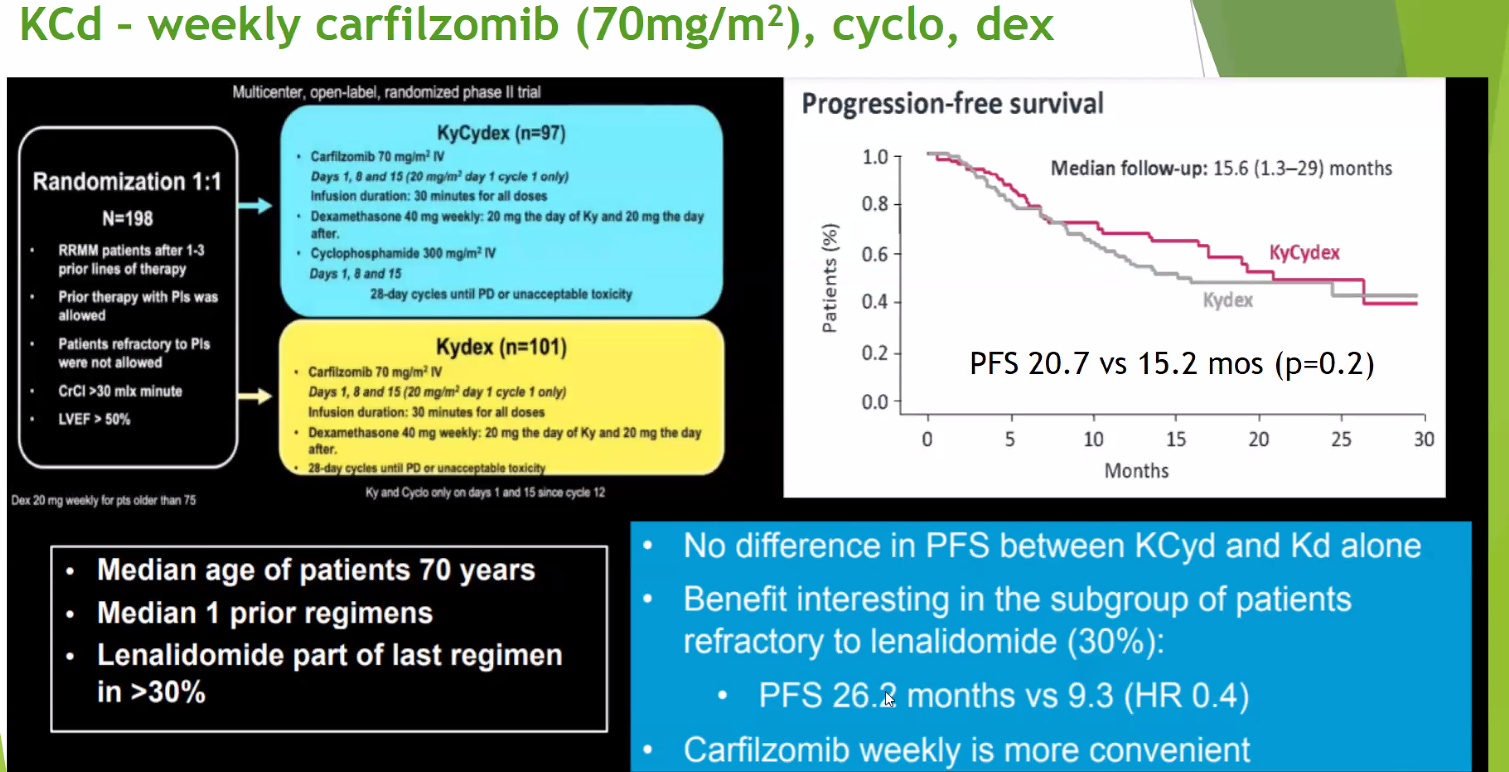 KCd - weekly carfilzomib (70mg/m²), cyclo, dex
Multicenter, open-label, randomized phase II trial
Randomization 1:1
N=198
• RRMM patients after 1-3
prior lines of therapy
• Prior therapy with PIs was
allowed
• Patients refractory to PIs
were not allowed
• CrCl >30 mlx minute
• LVEF > 50%
Dex 20 mg weekly for pts older than 75
KyCydex (n=97)
• Carfilzomib 70 mg/m² IV
Days 1, 8 and 15 (20 mg/m² day 1 cycle 1 only)
Infusion duration: 30 minutes for all doses
• Dexamethasone 40 mg weekly: 20 mg the day of Ky and 20 mg the day
after.
• Cyclophosphamide 300 mg/m² IV
Days 1, 8 and 15
28-day cycles until PD or unacceptable toxicity
Kydex (n=101)
• Carfilzomib 70 mg/m² IV
Days 1, 8 and 15 (20 mg/m² day 1 cycle 1 only)
Infusion duration: 30 minutes for all doses
• Dexamethasone 40 mg weekly: 20 mg the day of Ky and 20 mg the day
after.
• 28-day cycles until PD or unacceptable toxicity
Ky and Cyclo only on days 1 and 15 since cycle 12
Progression-free survival
Median follow-up: 15.6 (1.3–29) months
Patients (%)
1.0
0.8
0.6
0.4
0.2
0.0
KyCydex
Kydex
PFS 20.7 vs 15.2 mos (p=0.2)
0 5 10 15 20 25 30
Months
• Median age of patients 70 years
• Median 1 prior regimens
• Lenalidomide part of last regimen
in >30%
• No difference in PFS between KCyd and Kd alone
• Benefit interesting in the subgroup of patients
refractory to lenalidomide (30%):
• PFS 26.2 months vs 9.3 (HR 0.4)
• Carfilzomib weekly is more convenient